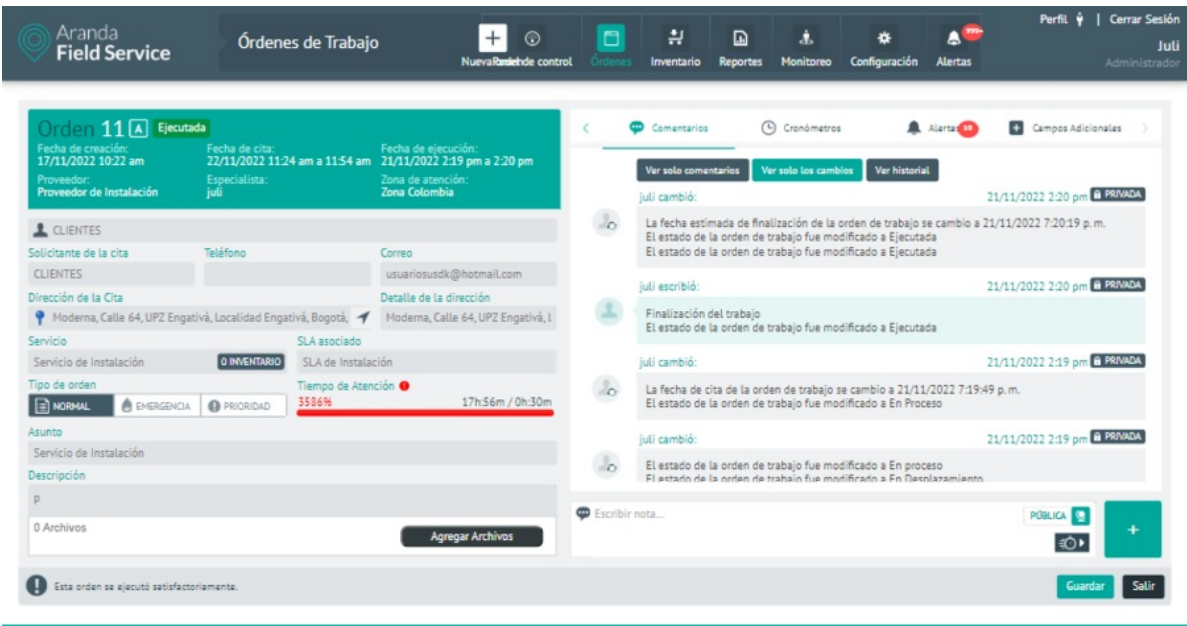 Perfil | Cerrar Sesión
Aranda
Field Service
Órdenes de Trabajo
999+
Juli
Administrador
Órdenes
Inventario
Reportes
Monitoreo
Configuración
Alertas
Orden 11 A Ejecutada
Fecha de creación:
17/11/2022 10:22 am
Fecha de cita:
22/11/2022 11:24 am a 11:54 am
Fecha de ejecución:
21/11/2022 2:19 pm a 2:20 pm
Proveedor:
Proveedor de Instalación
Especialista:
juli
Zona de atención:
Zona Colombia
CLIENTES
Solicitante de la cita
CLIENTES
Teléfono
Correo
usuariosusdk@hotmail.com
Dirección de la Cita
Moderna, Calle 64, UPZ Engativá, Localidad Engativá, Bogotá,
Detalle de la dirección
Moderna, Calle 64, UPZ Engativá, L
Servicio
Servicio de Instalación
0 INVENTARIO
SLA asociado
SLA de Instalación
Tipo de orden
NORMAL
EMERGENCIA
PRIORIDAD
Tiempo de Atención
3586%
17h:56m / 0h:30m
Asunto
Servicio de Instalación
Descripción
p
0 Archivos
Agregar Archivos
Comentarios
Cronómetros
Alertas
Campos Adicionales
Ver solo comentarios
Ver solo los cambios
Ver historial
juli cambió:
21/11/2022 2:20 pm PRIVADA
La fecha estimada de finalización de la orden de trabajo se cambio a 21/11/2022 7:20:19 p. m.
El estado de la orden de trabajo fue modificado a Ejecutada
El estado de la orden de trabajo fue modificado a Ejecutada
juli escribió:
21/11/2022 2:20 pm PRIVADA
Finalización del trabajo
El estado de la orden de trabajo fue modificado a Ejecutada
juli cambió:
21/11/2022 2:19 pm PRIVADA
La fecha de cita de la orden de trabajo se cambio a 21/11/2022 7:19:49 p. m.
El estado de la orden de trabajo fue modificado a En Proceso
juli cambió:
21/11/2022 2:19 pm PRIVADA
El estado de la orden de trabajo fue modificado a En proceso
El estado de la orden de trabajo fue modificado a En Desplazamiento
Escribir nota...
PÚBLICA
Esta orden se ejecutó satisfactoriamente.
Guardar
Salir